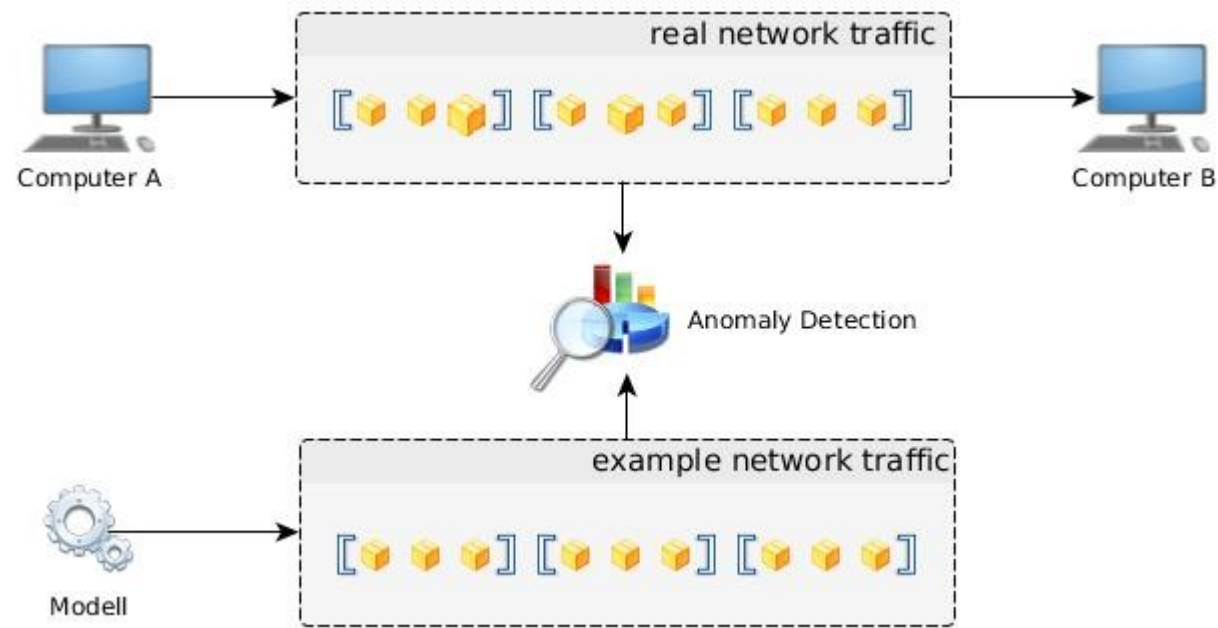 real network traffic
Computer A
Computer B
Anomaly Detection
example network traffic
Modell